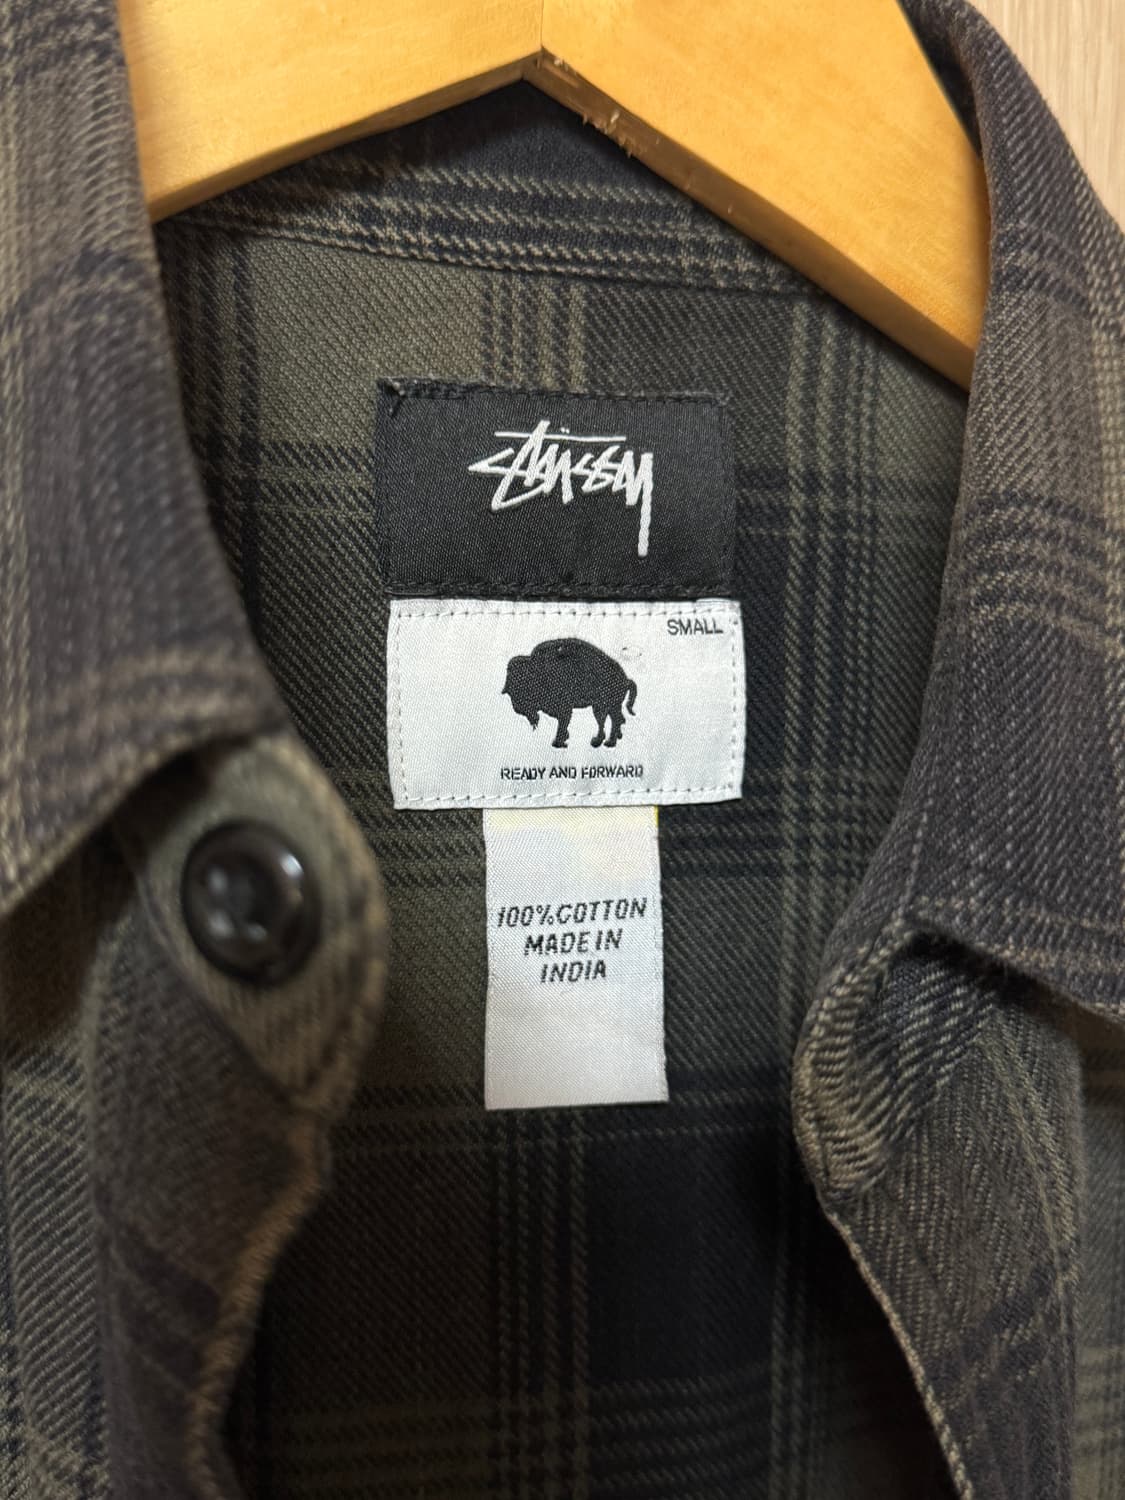 Stüssy
SMALL
READY AND FORWARD
100% COTTON
MADE IN
INDIA